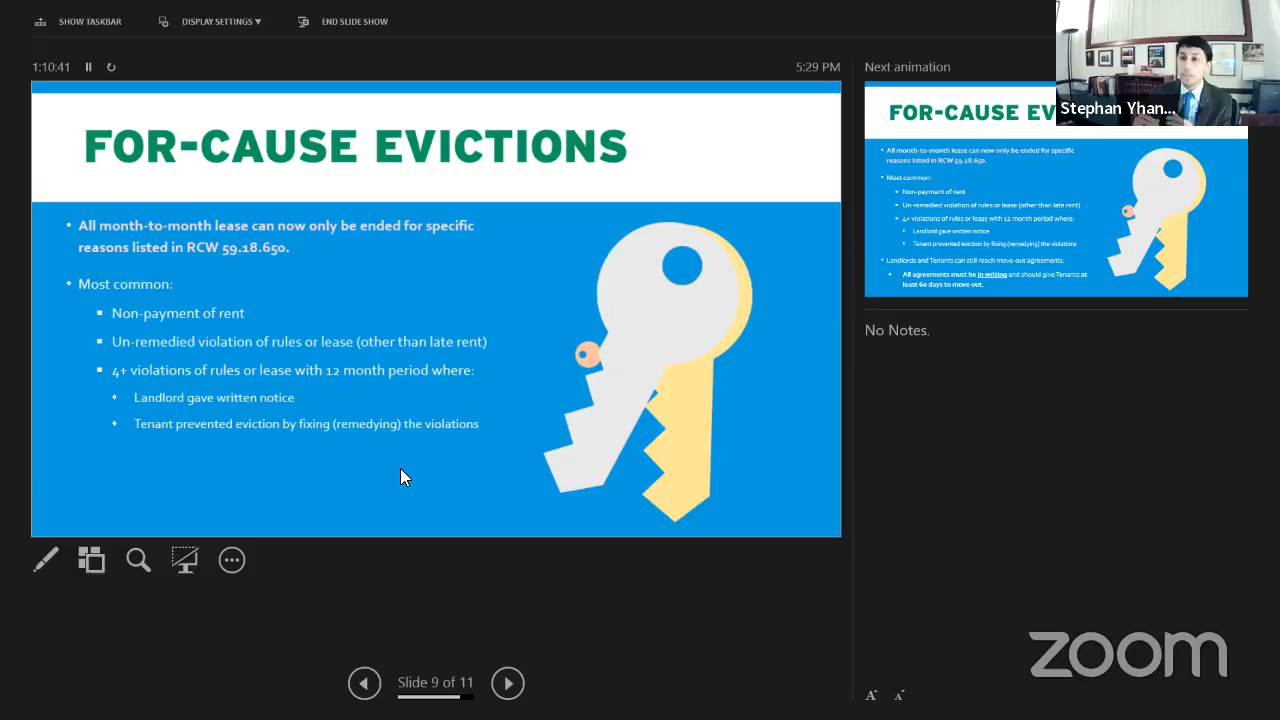 SHOW TASKBAR
DISPLAY SETTINGS ▼
END SLIDE SHOW
1:10:41
5:29 PM
FOR-CAUSE EVICTIONS
• All month-to-month lease can now only be ended for specific
reasons listed in RCW 59.18.650.
• Most common:
▪ Non-payment of rent
▪ Un-remedied violation of rules or lease (other than late rent)
▪ 4+ violations of rules or lease with 12 month period where:
♦ Landlord gave written notice
♦ Tenant prevented eviction by fixing (remedying) the violations
Slide 9 of 11
Next animation
Stephan Yhan...
FOR-CAUSE EV
• All month-to-month lease can now only be ended for specific
reasons listed in RCW 59.18.650.
• Most common:
▪ Non-payment of rent
▪ Un-remedied violation of rules or lease (other than late rent)
▪ 4+ violations of rules or lease with 12 month period where:
♦ Landlord gave written notice
♦ Tenant prevented eviction by fixing (remedying) the violations
• Landlords and Tenants can still reach move-out agreements.
▪ All agreements must be in writing and should give Tenants at
least 60 days to move out.
No Notes.
zoom
A A